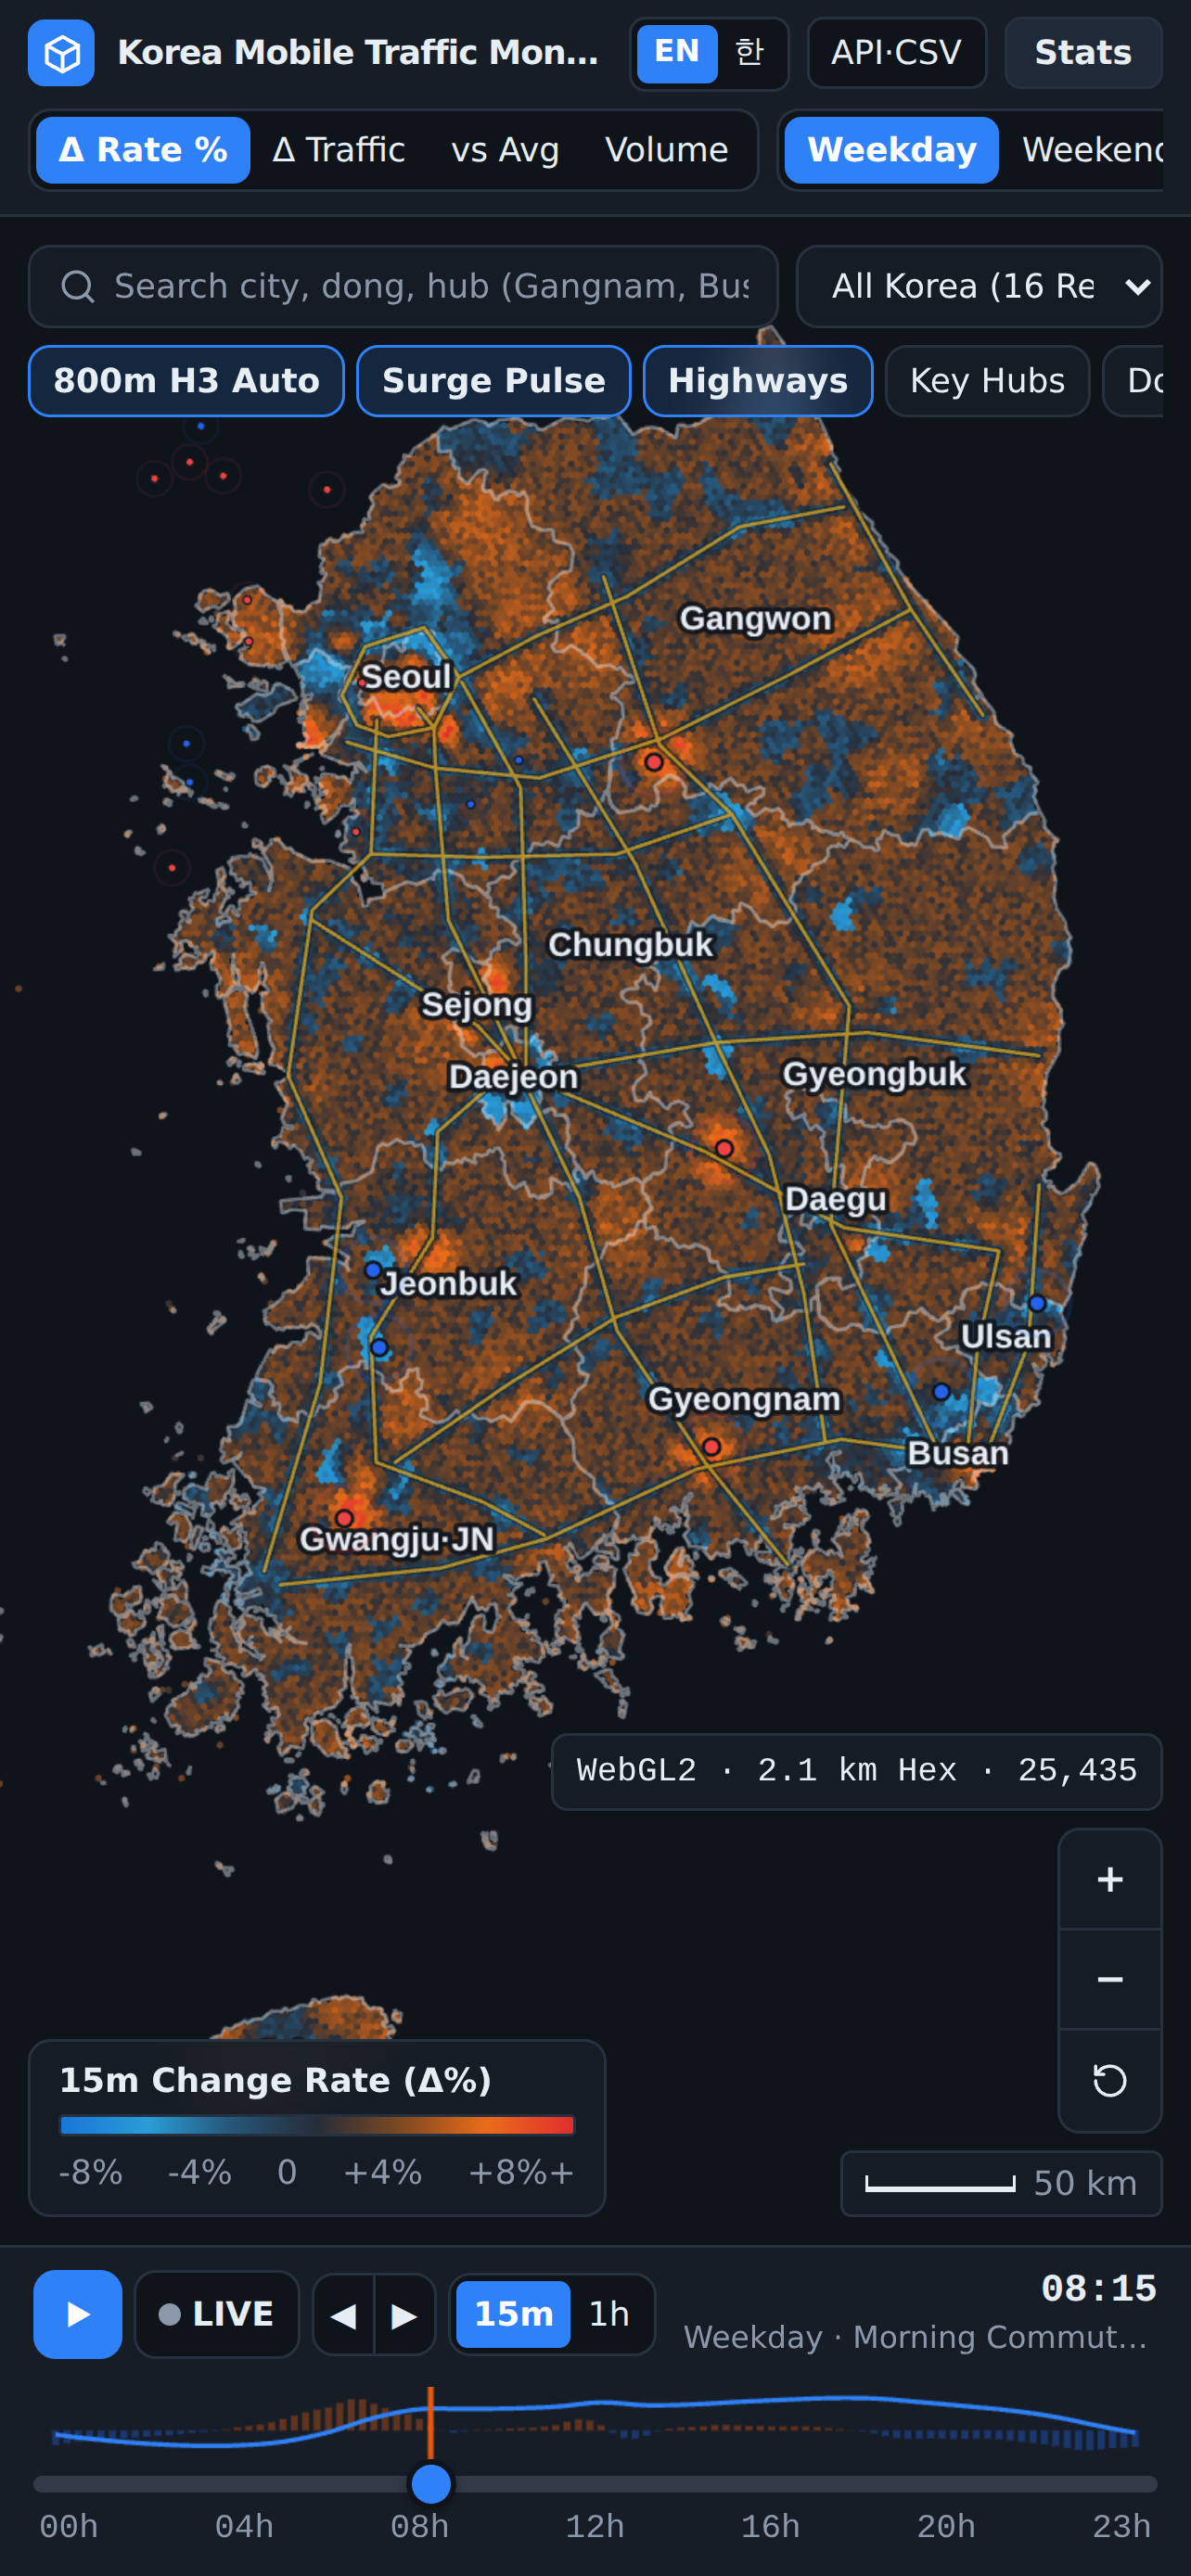 Korea Mobile Traffic Mon...
EN 한
API·CSV
Stats
Δ Rate % Δ Traffic vs Avg Volume
Weekday Weekend
Search city, dong, hub (Gangnam, Bus
All Korea (16 Re
800m H3 Auto
Surge Pulse
Highways
Key Hubs
Do
Gangwon
Seoul
Chungbuk
Sejong
Daejeon
Gyeongbuk
Daegu
Jeonbuk
Ulsan
Gyeongnam
Busan
Gwangju·JN
WebGL2 · 2.1 km Hex · 25,435
+
−
15m Change Rate (Δ%)
-8% -4% 0 +4% +8%+
50 km
LIVE
15m 1h
08:15
Weekday · Morning Commut...
00h 04h 08h 12h 16h 20h 23h